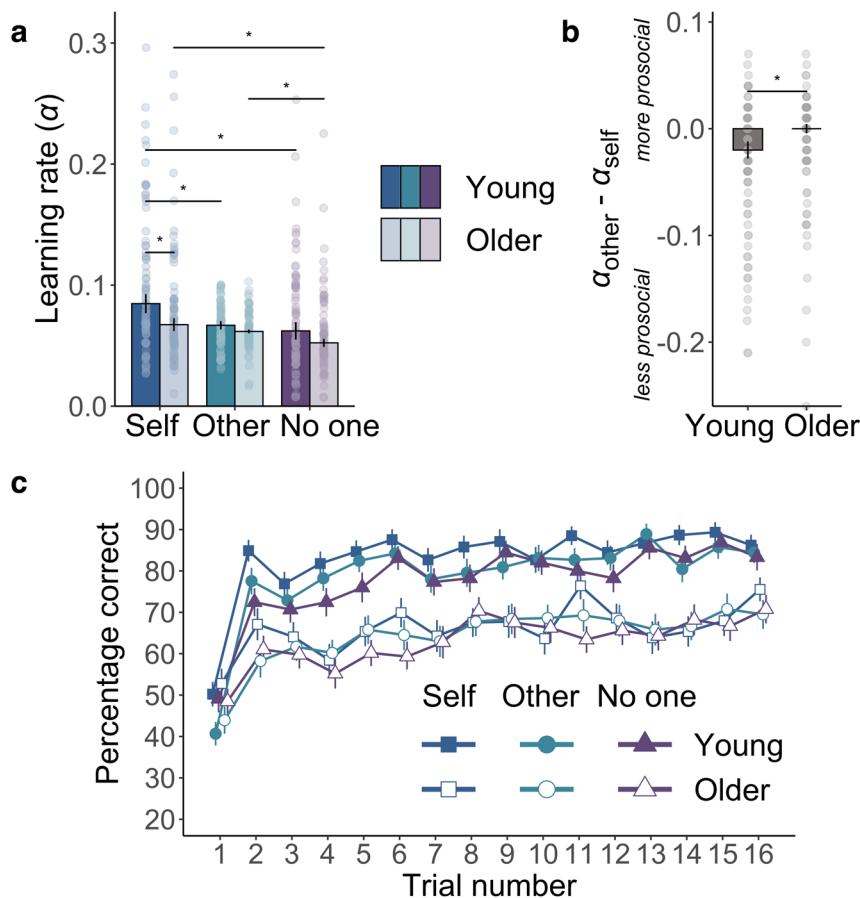 a
Learning rate (α)
0.3
0.2
0.1
0.0
*
*
*
*
*
Self Other No one
Young
Older
b
αother - αself
more prosocial
less prosocial
0.1
0.0
-0.1
-0.2
*
Young Older
c
Percentage correct
100
90
80
70
60
50
40
30
20
Self Other No one
Young
Older
1 2 3 4 5 6 7 8 9 10 11 12 13 14 15 16
Trial number